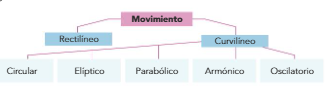 Movimiento
Rectilíneo
Curvilíneo
Circular
Elíptico
Parabólico
Armónico
Oscilatorio